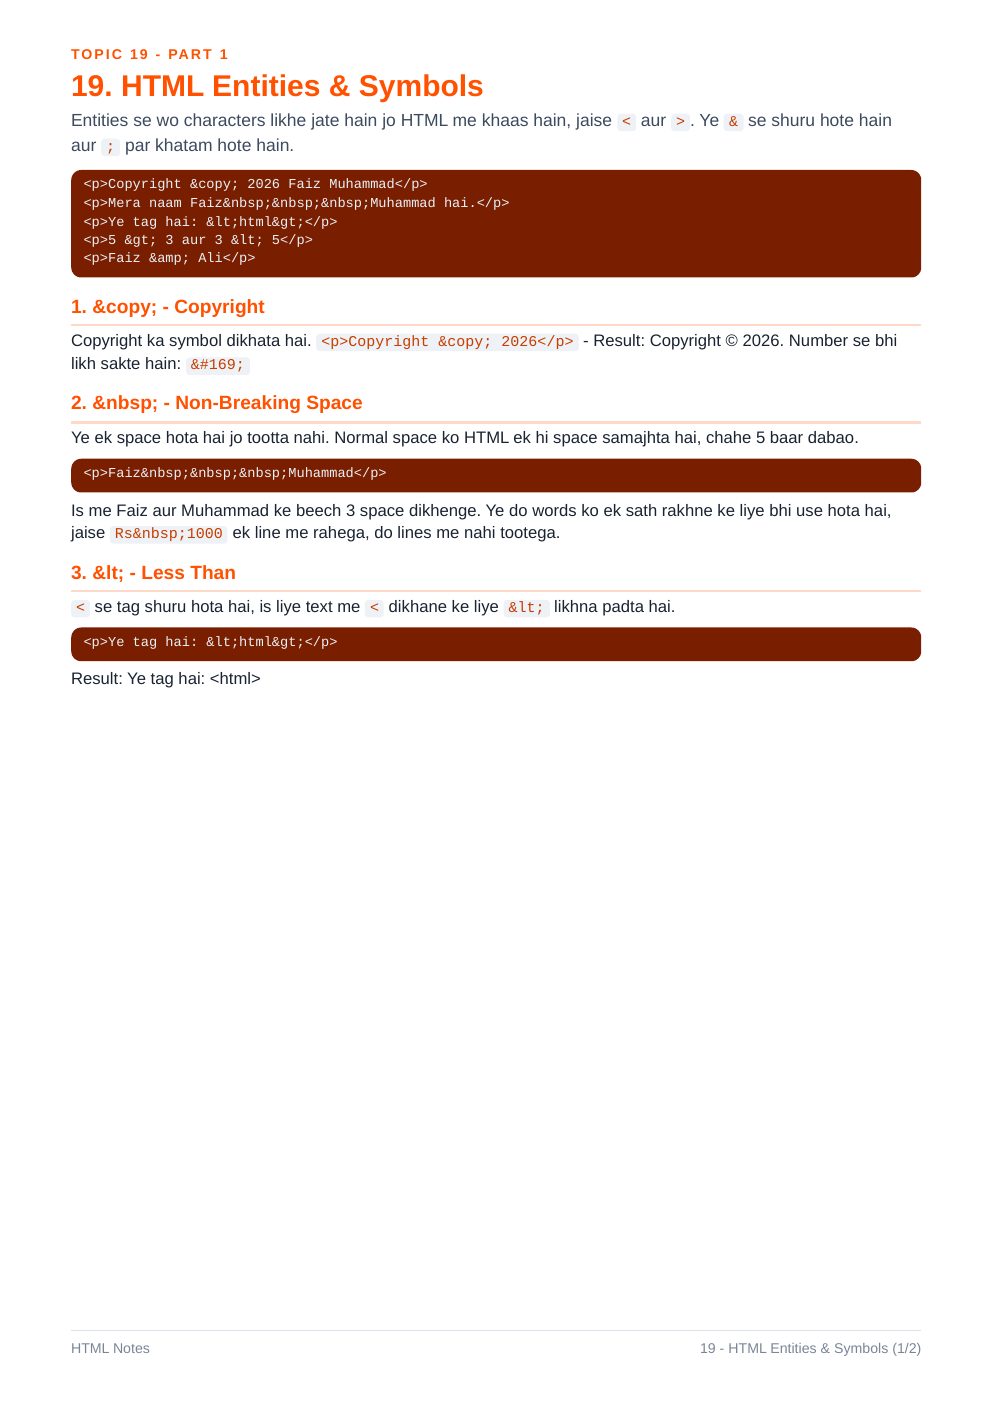 TOPIC 19 - PART 1
19. HTML Entities & Symbols
Entities se wo characters likhe jate hain jo HTML me khaas hain, jaise < aur >. Ye & se shuru hote hain
aur ; par khatam hote hain.
<p>Copyright &copy; 2026 Faiz Muhammad</p>
<p>Mera naam Faiz&nbsp;&nbsp;&nbsp;Muhammad hai.</p>
<p>Ye tag hai: &lt;html&gt;</p>
<p>5 &gt; 3 aur 3 &lt; 5</p>
<p>Faiz &amp; Ali</p>
1. &copy; - Copyright
Copyright ka symbol dikhata hai. <p>Copyright &copy; 2026</p> - Result: Copyright © 2026. Number se bhi
likh sakte hain: &#169;
2. &nbsp; - Non-Breaking Space
Ye ek space hota hai jo tootta nahi. Normal space ko HTML ek hi space samajhta hai, chahe 5 baar dabao.
<p>Faiz&nbsp;&nbsp;&nbsp;Muhammad</p>
Is me Faiz aur Muhammad ke beech 3 space dikhenge. Ye do words ko ek sath rakhne ke liye bhi use hota hai,
jaise Rs&nbsp;1000 ek line me rahega, do lines me nahi tootega.
3. &lt; - Less Than
< se tag shuru hota hai, is liye text me < dikhane ke liye &lt; likhna padta hai.
<p>Ye tag hai: &lt;html&gt;</p>
Result: Ye tag hai: <html>
HTML Notes
19 - HTML Entities & Symbols (1/2)